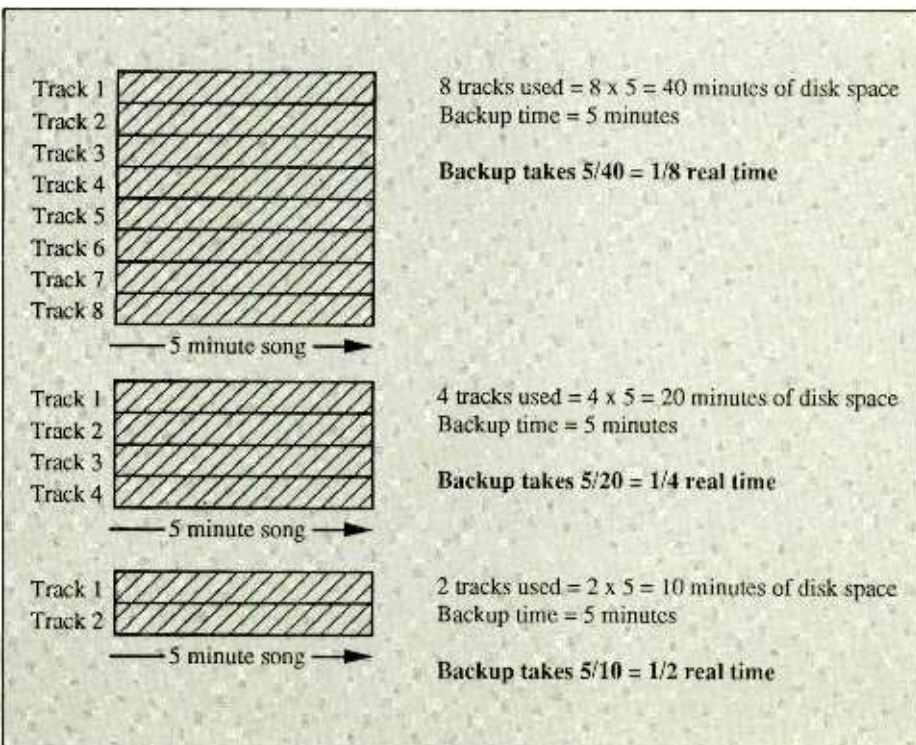 Track 1
Track 2
Track 3
Track 4
Track 5
Track 6
Track 7
Track 8
5 minute song
8 tracks used = 8 x 5 = 40 minutes of disk space
Backup time = 5 minutes
Backup takes 5/40 = 1/8 real time
Track 1
Track 2
Track 3
Track 4
5 minute song
4 tracks used = 4 x 5 = 20 minutes of disk space
Backup time = 5 minutes
Backup takes 5/20 = 1/4 real time
Track 1
Track 2
5 minute song
2 tracks used = 2 x 5 = 10 minutes of disk space
Backup time = 5 minutes
Backup takes 5/10 = 1/2 real time